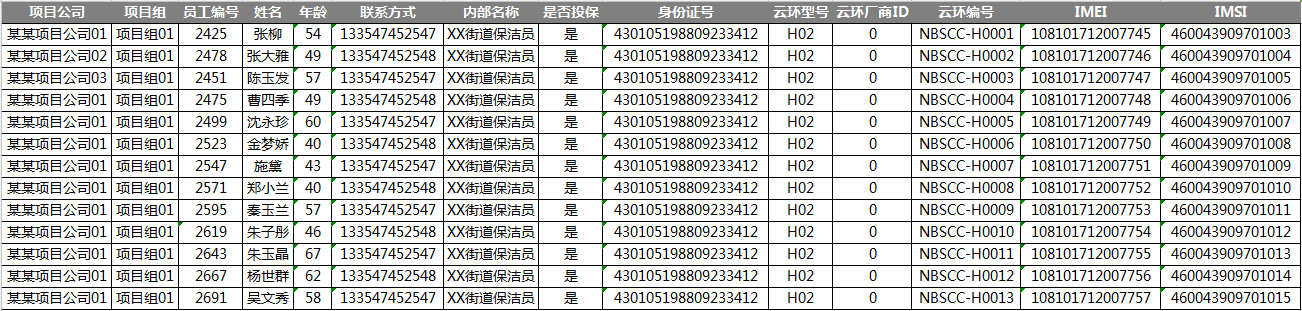 项目公司 项目组 员工编号 姓名 年龄 联系方式 内部名称 是否投保 身份证号 云环型号 云环厂商ID 云环编号 IMEI IMSI
某某项目公司01 项目组01 2425 张柳 54 133547452547 XX街道保洁员 是 430105198809233412 H02 0 NBSCC-H0001 108101712007745 460043909701003
某某项目公司02 项目组01 2478 张大雅 49 133547452548 XX街道保洁员 是 430105198809233412 H02 0 NBSCC-H0002 108101712007746 460043909701004
某某项目公司03 项目组01 2451 陈玉发 57 133547452547 XX街道保洁员 是 430105198809233412 H02 0 NBSCC-H0003 108101712007747 460043909701005
某某项目公司01 项目组01 2475 曹四季 49 133547452548 XX街道保洁员 是 430105198809233412 H02 0 NBSCC-H0004 108101712007748 460043909701006
某某项目公司01 项目组01 2499 沈永珍 60 133547452547 XX街道保洁员 是 430105198809233412 H02 0 NBSCC-H0005 108101712007749 460043909701007
某某项目公司01 项目组01 2523 金梦娇 40 133547452548 XX街道保洁员 是 430105198809233412 H02 0 NBSCC-H0006 108101712007750 460043909701008
某某项目公司01 项目组01 2547 施黛 43 133547452547 XX街道保洁员 是 430105198809233412 H02 0 NBSCC-H0007 108101712007751 460043909701009
某某项目公司01 项目组01 2571 郑小兰 40 133547452548 XX街道保洁员 是 430105198809233412 H02 0 NBSCC-H0008 108101712007752 460043909701010
某某项目公司01 项目组01 2595 秦玉兰 57 133547452547 XX街道保洁员 是 430105198809233412 H02 0 NBSCC-H0009 108101712007753 460043909701011
某某项目公司01 项目组01 2619 朱子彤 46 133547452548 XX街道保洁员 是 430105198809233412 H02 0 NBSCC-H0010 108101712007754 460043909701012
某某项目公司01 项目组01 2643 朱玉晶 67 133547452547 XX街道保洁员 是 430105198809233412 H02 0 NBSCC-H0011 108101712007755 460043909701013
某某项目公司01 项目组01 2667 杨世群 62 133547452548 XX街道保洁员 是 430105198809233412 H02 0 NBSCC-H0012 108101712007756 460043909701014
某某项目公司01 项目组01 2691 吴文秀 58 133547452547 XX街道保洁员 是 430105198809233412 H02 0 NBSCC-H0013 108101712007757 460043909701015